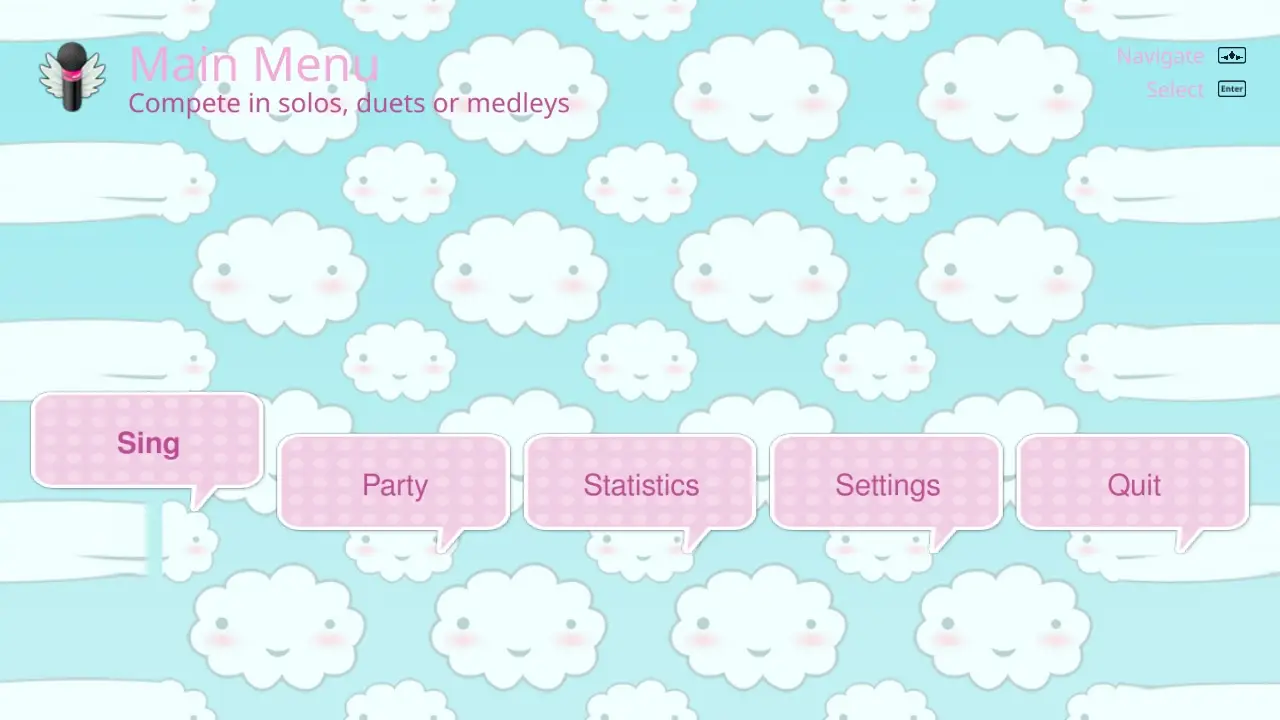 Main Menu
Compete in solos, duets or medleys
Navigate
Select Enter
Sing
Party
Statistics
Settings
Quit